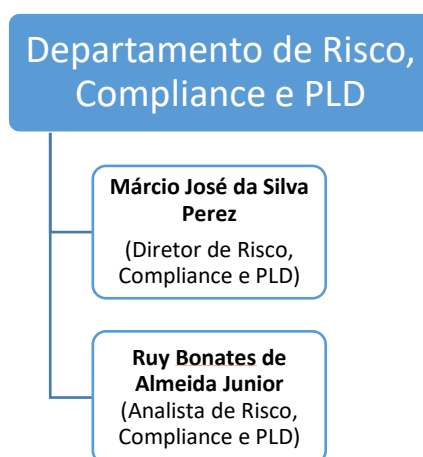 Departamento de Risco,
Compliance e PLD
Márcio José da Silva
Perez
(Diretor de Risco,
Compliance e PLD)
Ruy Bonates de
Almeida Junior
(Analista de Risco,
Compliance e PLD)